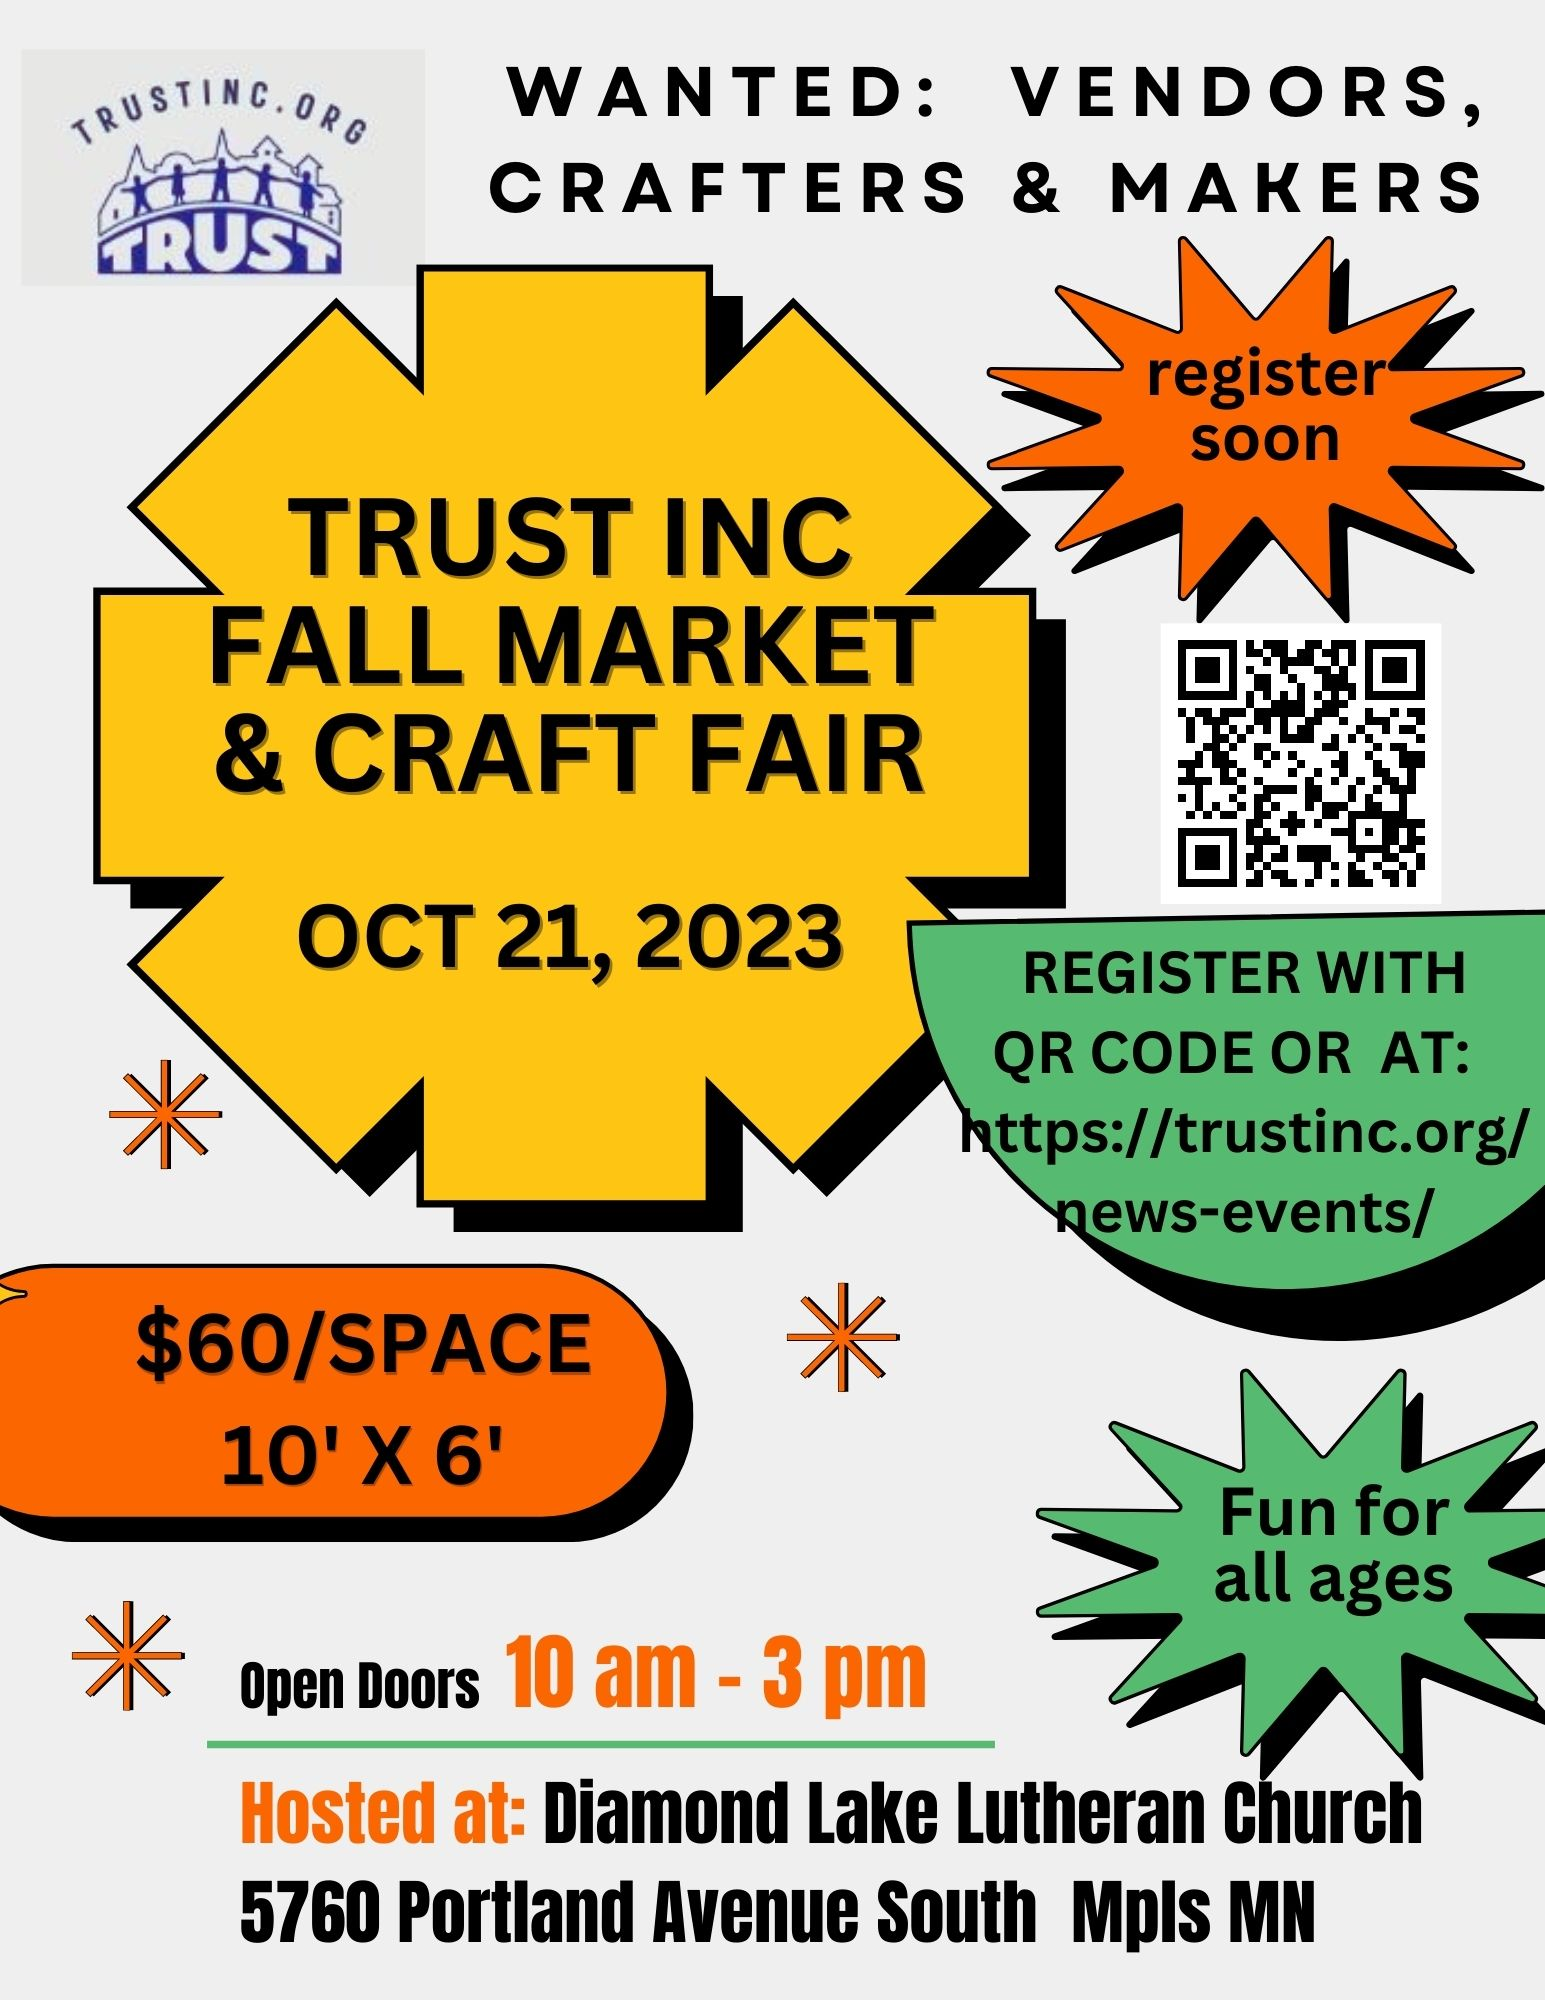 TRUSTINC.ORG
TRUST
WANTED: VENDORS,
CRAFTERS & MAKERS
register
soon
TRUST INC
FALL MARKET
& CRAFT FAIR
OCT 21, 2023
REGISTER WITH
QR CODE OR AT:
https://trustinc.org/
news-events/
$60/SPACE
10' X 6'
Fun for
all ages
Open Doors 10 am - 3 pm
Hosted at: Diamond Lake Lutheran Church
5760 Portland Avenue South Mpls MN